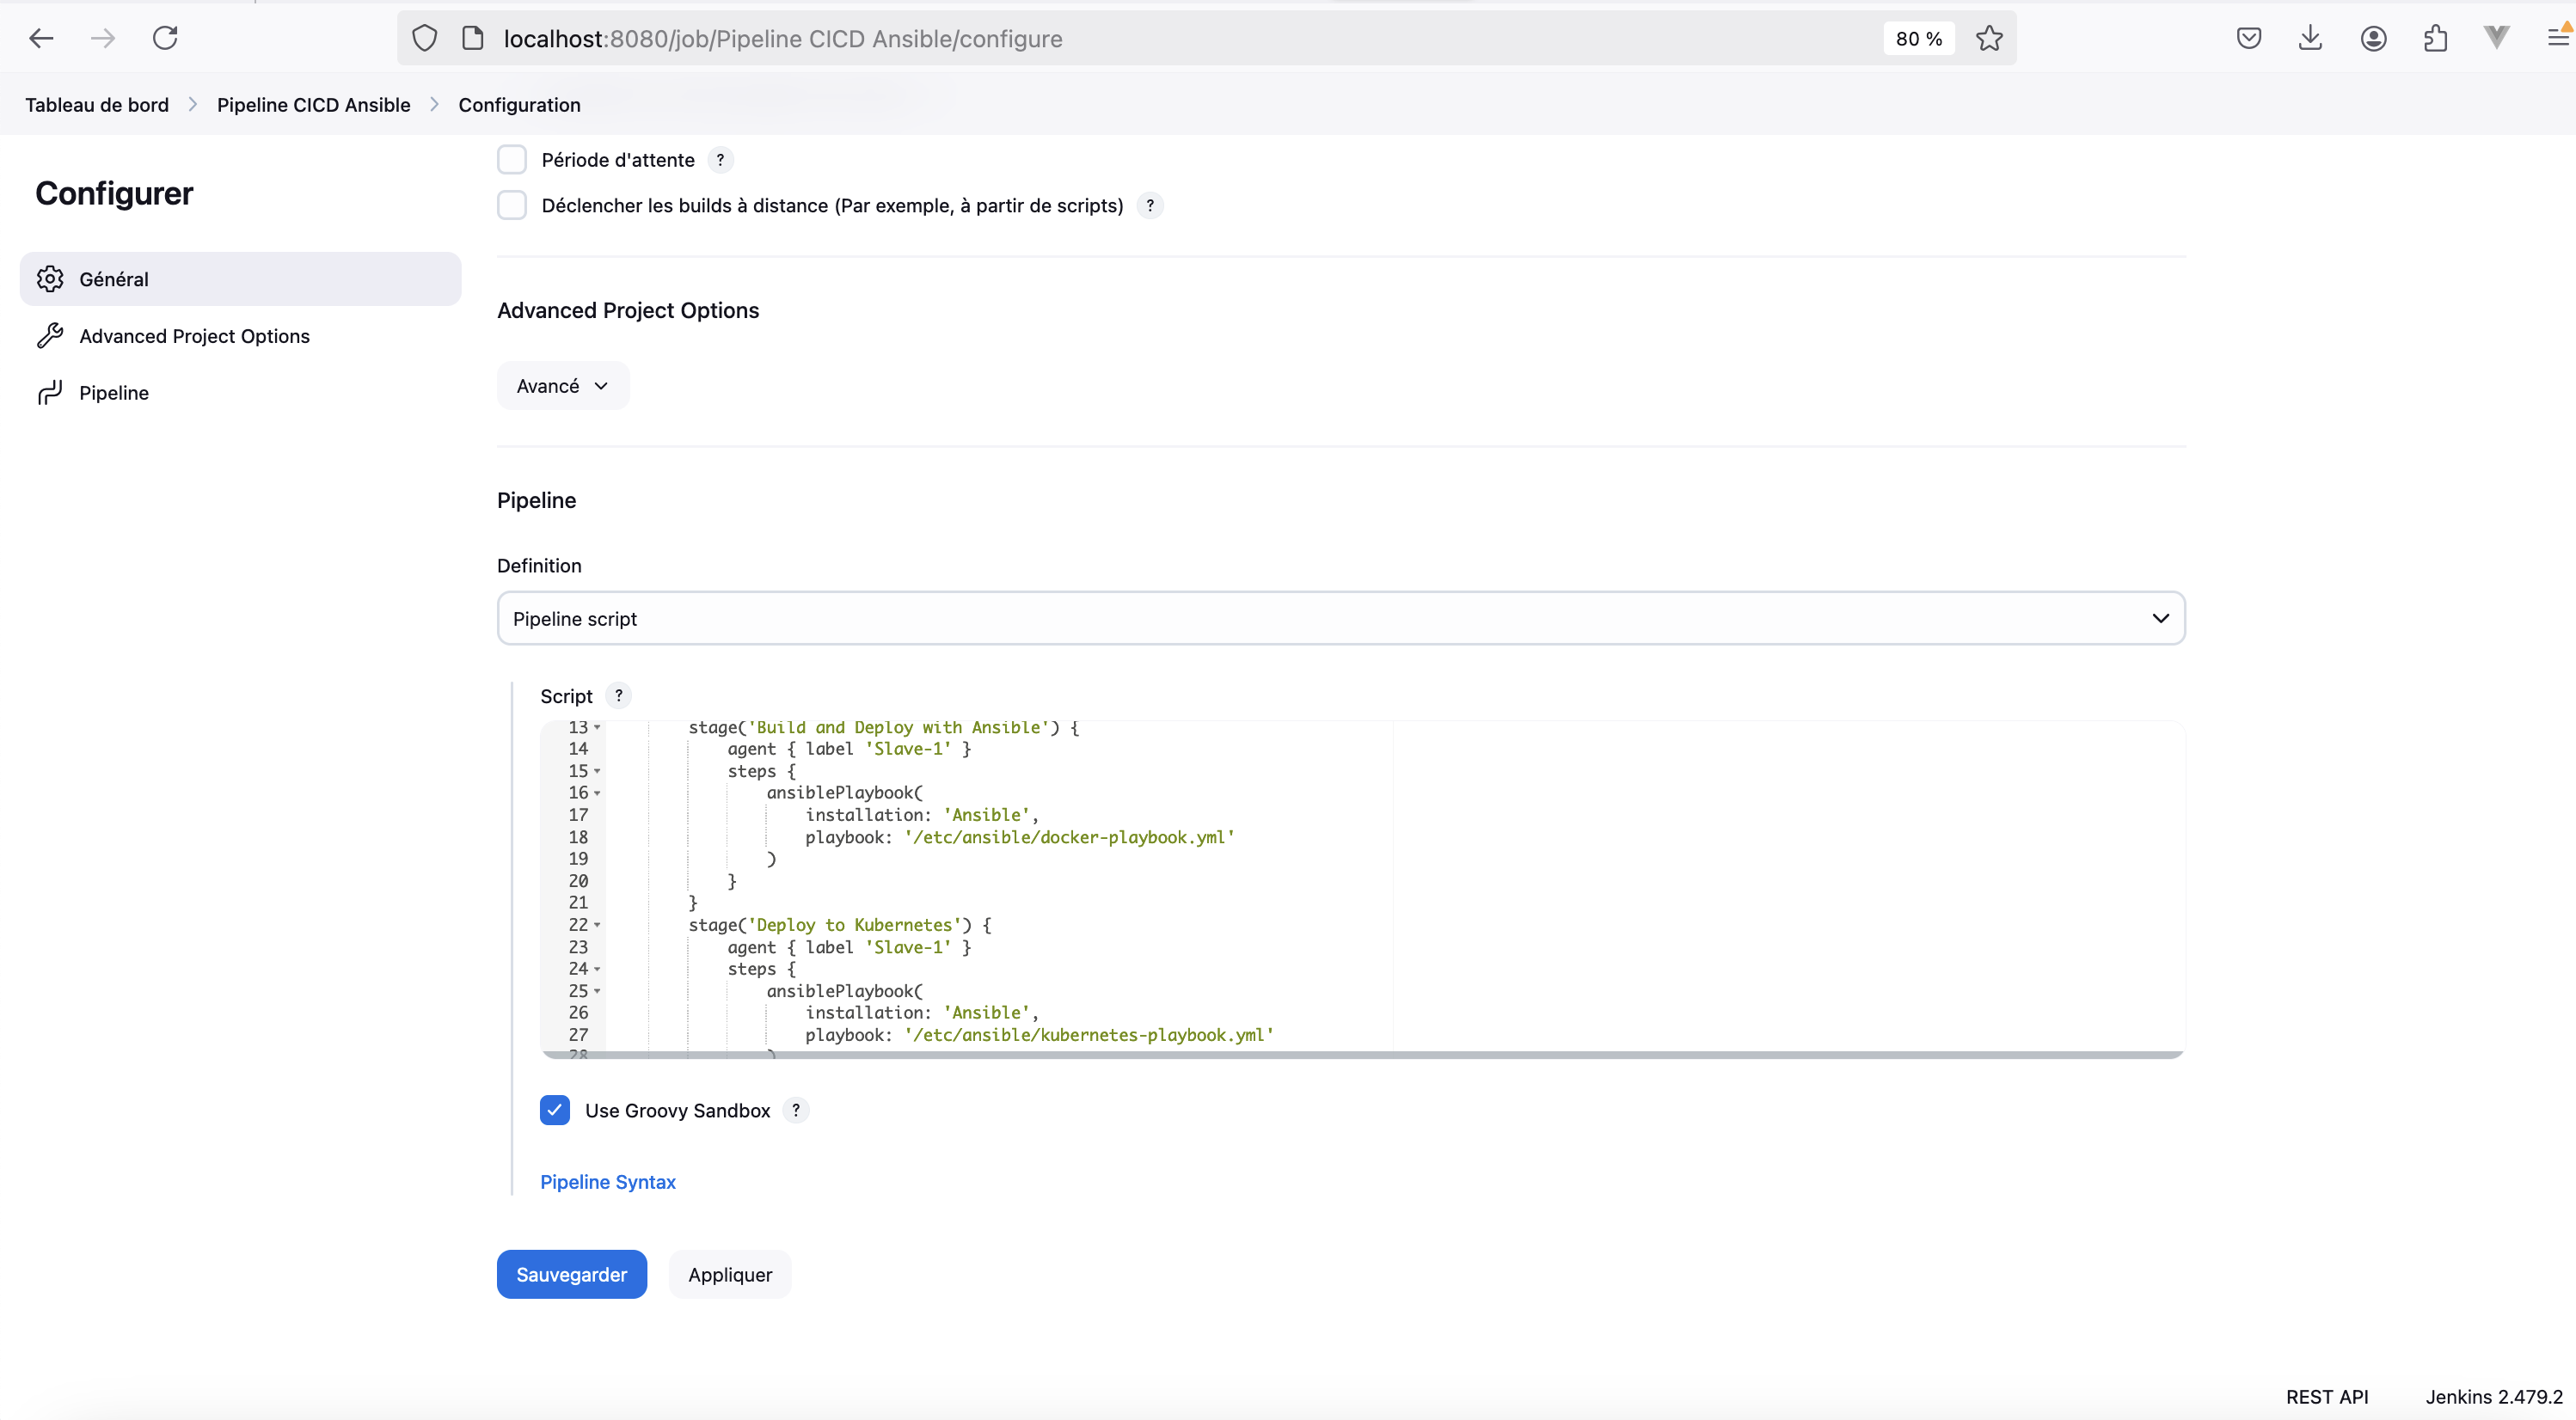 localhost:8080/job/Pipeline CICD Ansible/configure
80 %
Tableau de bord
Pipeline CICD Ansible
Configuration
Configurer
Général
Advanced Project Options
Pipeline
Période d'attente ?
Déclencher les builds à distance (Par exemple, à partir de scripts) ?
Advanced Project Options
Avancé
Pipeline
Definition
Pipeline script
Script ?
13 stage('Build and Deploy with Ansible') {
14 agent { label 'Slave-1' }
15 steps {
16 ansiblePlaybook(
17 installation: 'Ansible',
18 playbook: '/etc/ansible/docker-playbook.yml'
19 )
20 }
21 }
22 stage('Deploy to Kubernetes') {
23 agent { label 'Slave-1' }
24 steps {
25 ansiblePlaybook(
26 installation: 'Ansible',
27 playbook: '/etc/ansible/kubernetes-playbook.yml'
28 )
Use Groovy Sandbox ?
Pipeline Syntax
Sauvegarder
Appliquer
REST API
Jenkins 2.479.2